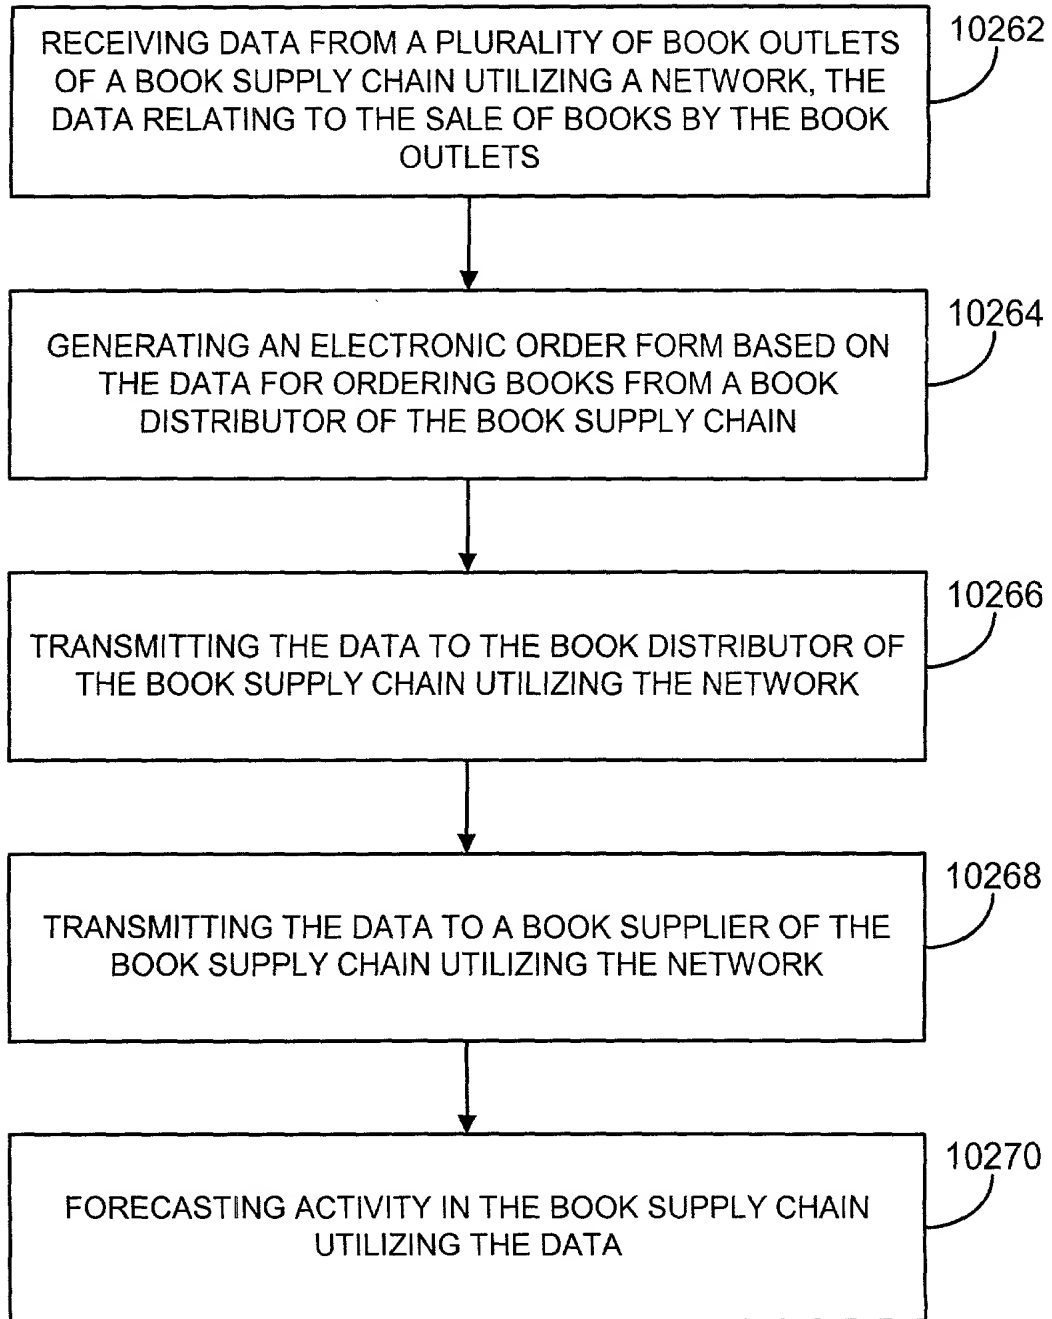 RECEIVING DATA FROM A PLURALITY OF BOOK OUTLETS
OF A BOOK SUPPLY CHAIN UTILIZING A NETWORK, THE
DATA RELATING TO THE SALE OF BOOKS BY THE BOOK
OUTLETS
10262
GENERATING AN ELECTRONIC ORDER FORM BASED ON
THE DATA FOR ORDERING BOOKS FROM A BOOK
DISTRIBUTOR OF THE BOOK SUPPLY CHAIN
10264
TRANSMITTING THE DATA TO THE BOOK DISTRIBUTOR OF
THE BOOK SUPPLY CHAIN UTILIZING THE NETWORK
10266
TRANSMITTING THE DATA TO A BOOK SUPPLIER OF THE
BOOK SUPPLY CHAIN UTILIZING THE NETWORK
10268
FORECASTING ACTIVITY IN THE BOOK SUPPLY CHAIN
UTILIZING THE DATA
10270